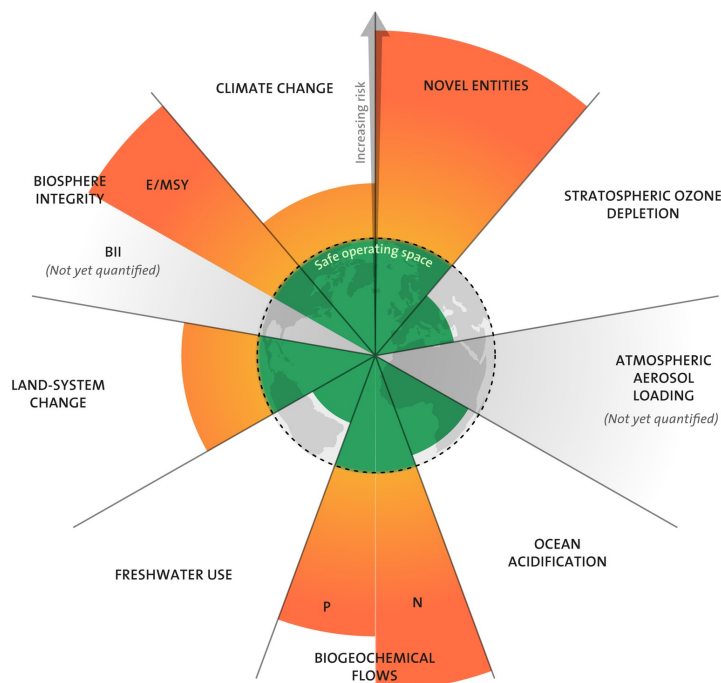 CLIMATE CHANGE
Increasing risk
NOVEL ENTITIES
BIOSPHERE
INTEGRITY
E/MSY
STRATOSPHERIC OZONE
DEPLETION
BII
(Not yet quantified)
Safe operating space
LAND-SYSTEM
CHANGE
ATMOSPHERIC
AEROSOL
LOADING
(Not yet quantified)
FRESHWATER USE
OCEAN
ACIDIFICATION
P
N
BIOGEOCHEMICAL
FLOWS